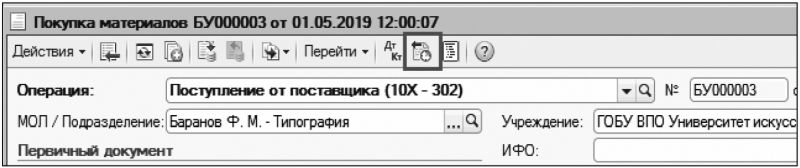 Покупка материалов БУ000003 от 01.05.2019 12:00:07
Действия Перейти Дт Кт ?
Операция: Поступление от поставщика (10X - 302) № БУ000003
МОЛ / Подразделение: Баранов Ф. М. - Типография ... Учреждение: ГОБУ ВПО Университет искусс
Первичный документ ИФО: